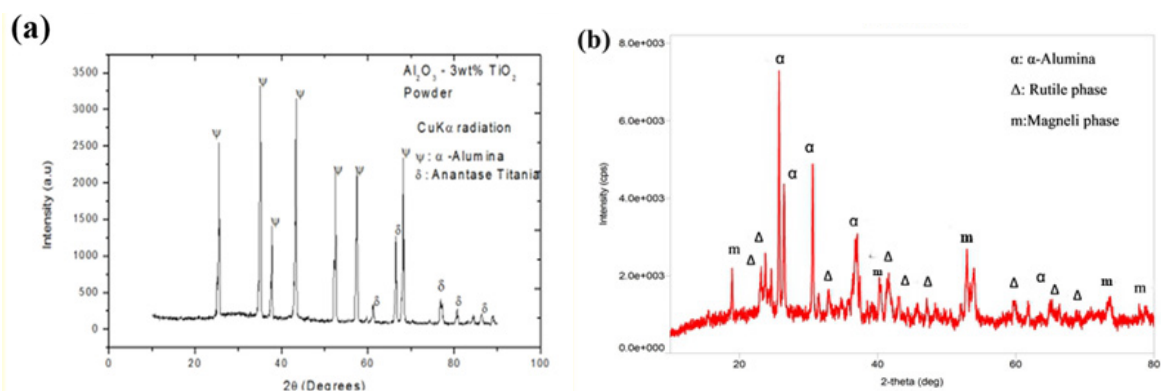 (a)
Al2O3 - 3wt% TiO2
Powder
CuKα radiation
ψ : α -Alumina
δ : Anantase Titania
ψ
ψ
ψ
ψ
ψ
ψ
ψ
ψ
δ
δ
δ
δ
δ
3500
3000
2500
2000
1500
1000
500
0
Intensity (a.u)
0 20 40 60 80 100
2θ (Degrees)
(b)
α: α-Alumina
Δ: Rutile phase
m:Magneli phase
α
α
α
α
α
m
Δ
Δ
Δ
m
Δ
Δ
Δ
m
Δ
Δ
Δ
m
m
8.0e+003
6.0e+003
4.0e+003
2.0e+003
0.0e+000
Intensity (cps)
20 40 60 80
2-theta (deg)